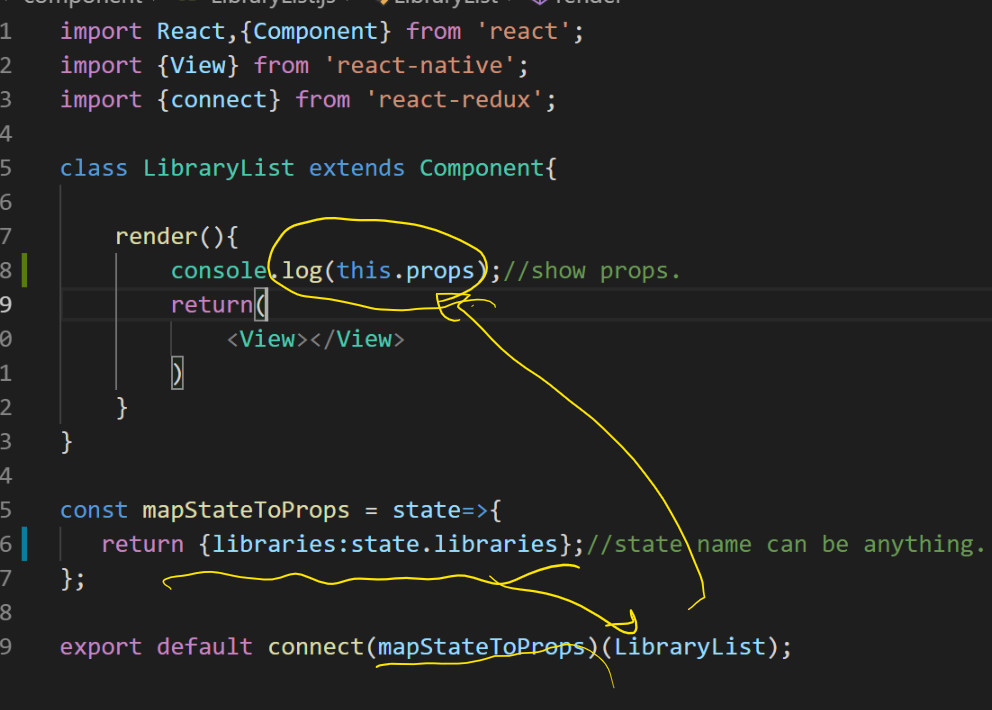 component LibraryList.js LibraryList render
1 import React,{Component} from 'react';
2 import {View} from 'react-native';
3 import {connect} from 'react-redux';
4
5 class LibraryList extends Component{
6
7 render(){
8 console.log(this.props);//show props.
9 return(
0 <View></View>
1 )
2 }
3 }
4
5 const mapStateToProps = state=>{
6 return {libraries:state.libraries};//state name can be anything.
7 };
8
9 export default connect(mapStateToProps)(LibraryList);